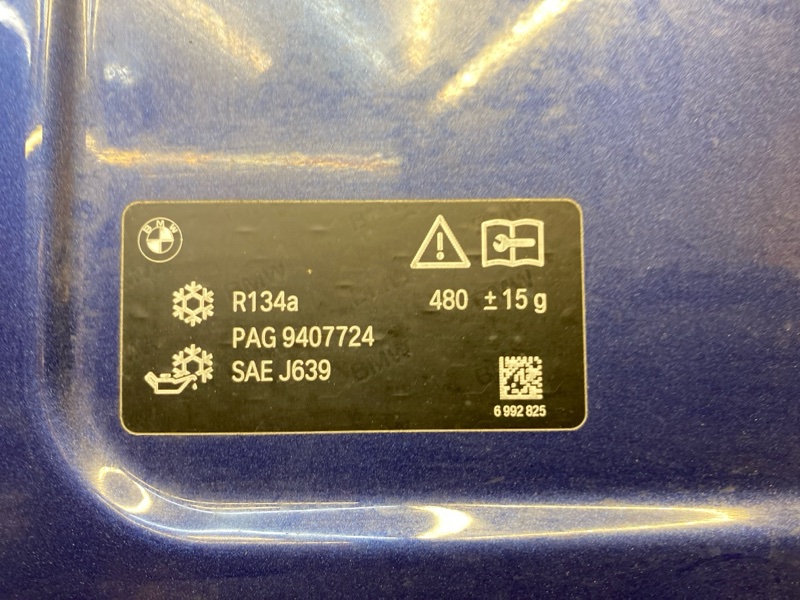 BMW
R134a 480 ±15 g
PAG 9407724
SAE J639
6 992 825